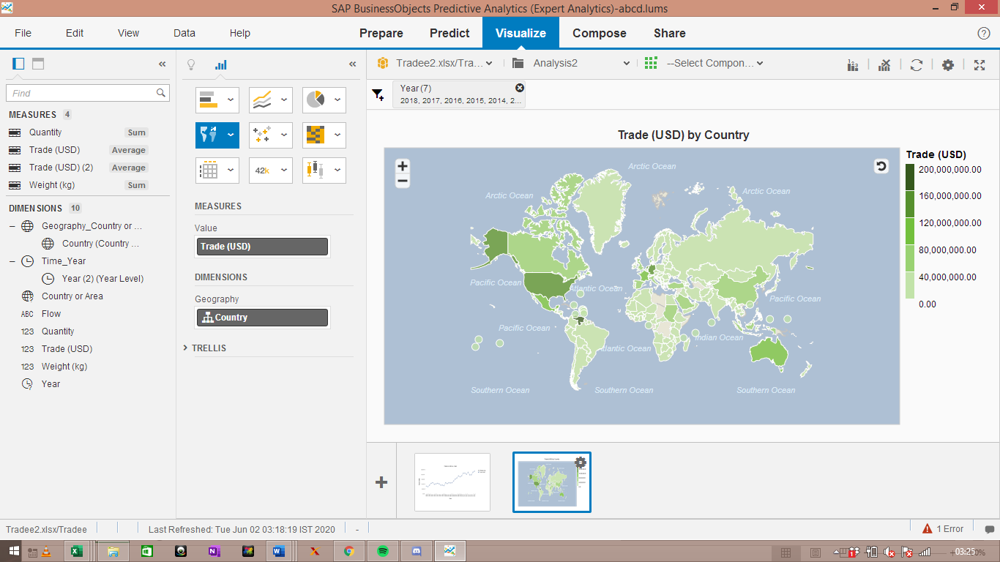 SAP BusinessObjects Predictive Analytics (Expert Analytics)-abcd.lums
File Edit View Data Help Prepare Predict Visualize Compose Share
Find
MEASURES 4
Quantity Sum
Trade (USD) Average
Trade (USD) (2) Average
Weight (kg) Sum
DIMENSIONS 10
Geography_Country or ...
Country (Country ...
Time_Year
Year (2) (Year Level)
Country or Area
ABC Flow
123 Quantity
123 Trade (USD)
123 Weight (kg)
Year
42k
MEASURES
Value
Trade (USD)
DIMENSIONS
Geography
Country
TRELLIS
Tradee2.xlsx/Tra... Analysis2 --Select Compon...
Year (7)
2018, 2017, 2016, 2015, 2014, 2...
Trade (USD) by Country
Arctic Ocean
Arctic Ocean
Arctic Ocean
Pacific Ocean
Atlantic Ocean
Pacific Ocean
Pacific Ocean
Indian Ocean
Atlantic Ocean
Southern Ocean
Southern Ocean
Southern Ocean
Trade (USD)
200,000,000.00
160,000,000.00
120,000,000.00
80,000,000.00
40,000,000.00
0.00
Tradee2.xlsx/Tradee Last Refreshed: Tue Jun 02 03:18:19 IST 2020 - 1 Error
03:25